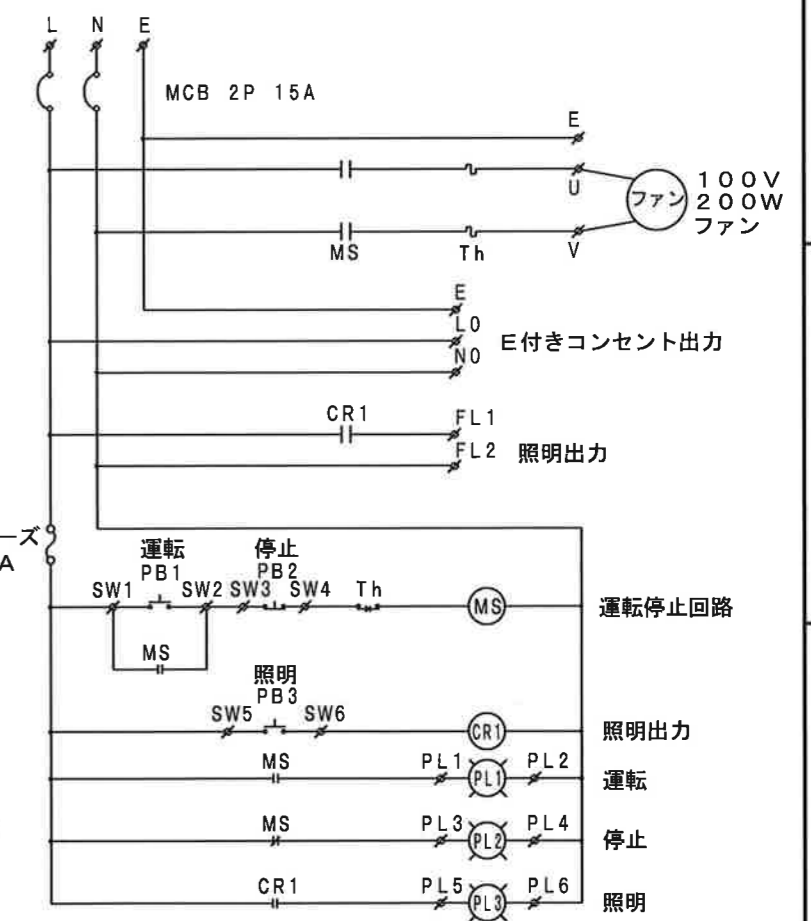 L N E
MCB 2P 15A
E
U
ファン
100V
200W
ファン
MS Th V
E
L0
E付きコンセント出力
N0
CR1 FL1
FL2 照明出力
ーズ
A
運転 停止
PB1 PB2
SW1 SW2 SW3 SW4 Th
MS 運転停止回路
MS
照明
PB3
SW5 SW6
CR1 照明出力
MS PL1 PL1 PL2 運転
MS PL3 PL2 PL4 停止
CR1 PL5 PL3 PL6 照明